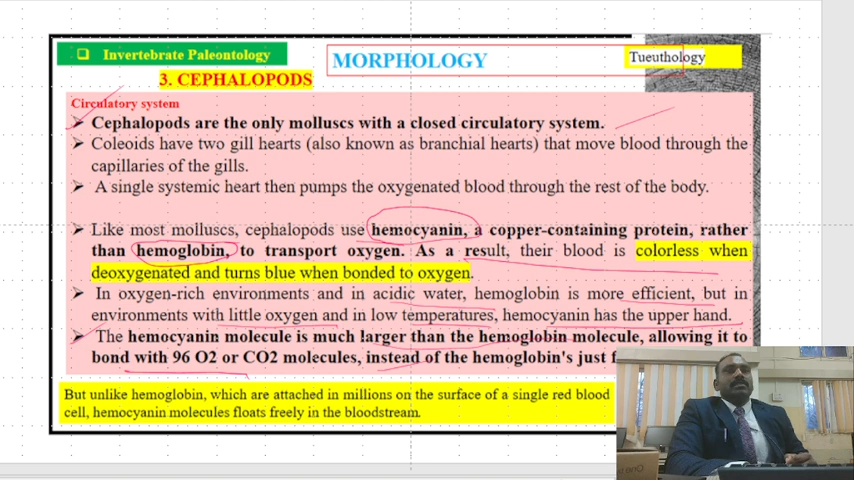 Invertebrate Paleontology
MORPHOLOGY
Tueuthology
3. CEPHALOPODS
Circulatory system
Cephalopods are the only molluscs with a closed circulatory system.
Coleoids have two gill hearts (also known as branchial hearts) that move blood through the
capillaries of the gills.
A single systemic heart then pumps the oxygenated blood through the rest of the body.
Like most molluscs, cephalopods use hemocyanin, a copper-containing protein, rather
than hemoglobin, to transport oxygen. As a result, their blood is colorless when
deoxygenated and turns blue when bonded to oxygen.
In oxygen-rich environments and in acidic water, hemoglobin is more efficient, but in
environments with little oxygen and in low temperatures, hemocyanin has the upper hand.
The hemocyanin molecule is much larger than the hemoglobin molecule, allowing it to
bond with 96 O2 or CO2 molecules, instead of the hemoglobin's just
But unlike hemoglobin, which are attached in millions on the surface of a single red blood
cell, hemocyanin molecules floats freely in the bloodstream.